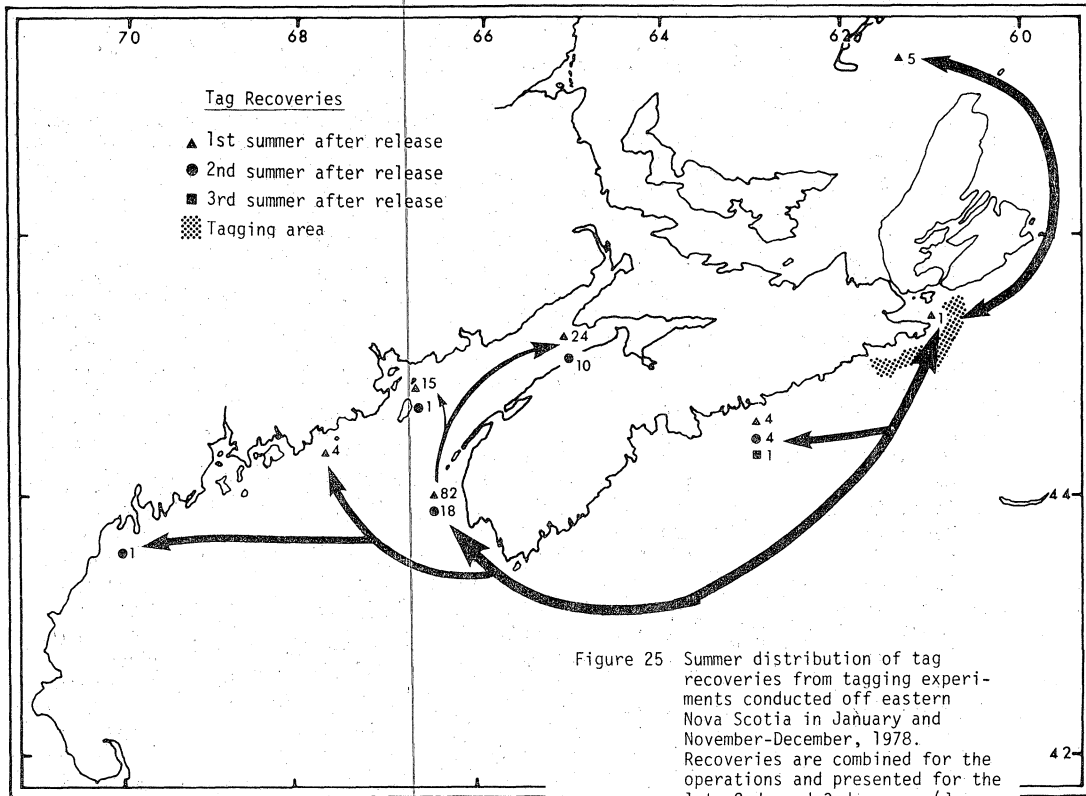 70 68 66 64 62 60
Tag Recoveries
1st summer after release
2nd summer after release
3rd summer after release
Tagging area
5
1
24
10
15
1
4
4
4
1
82
18
44
1
Figure 25 Summer distribution of tag
recoveries from tagging experi-
ments conducted off eastern
Nova Scotia in January and
November-December, 1978.
Recoveries are combined for the
42
operations and presented for the